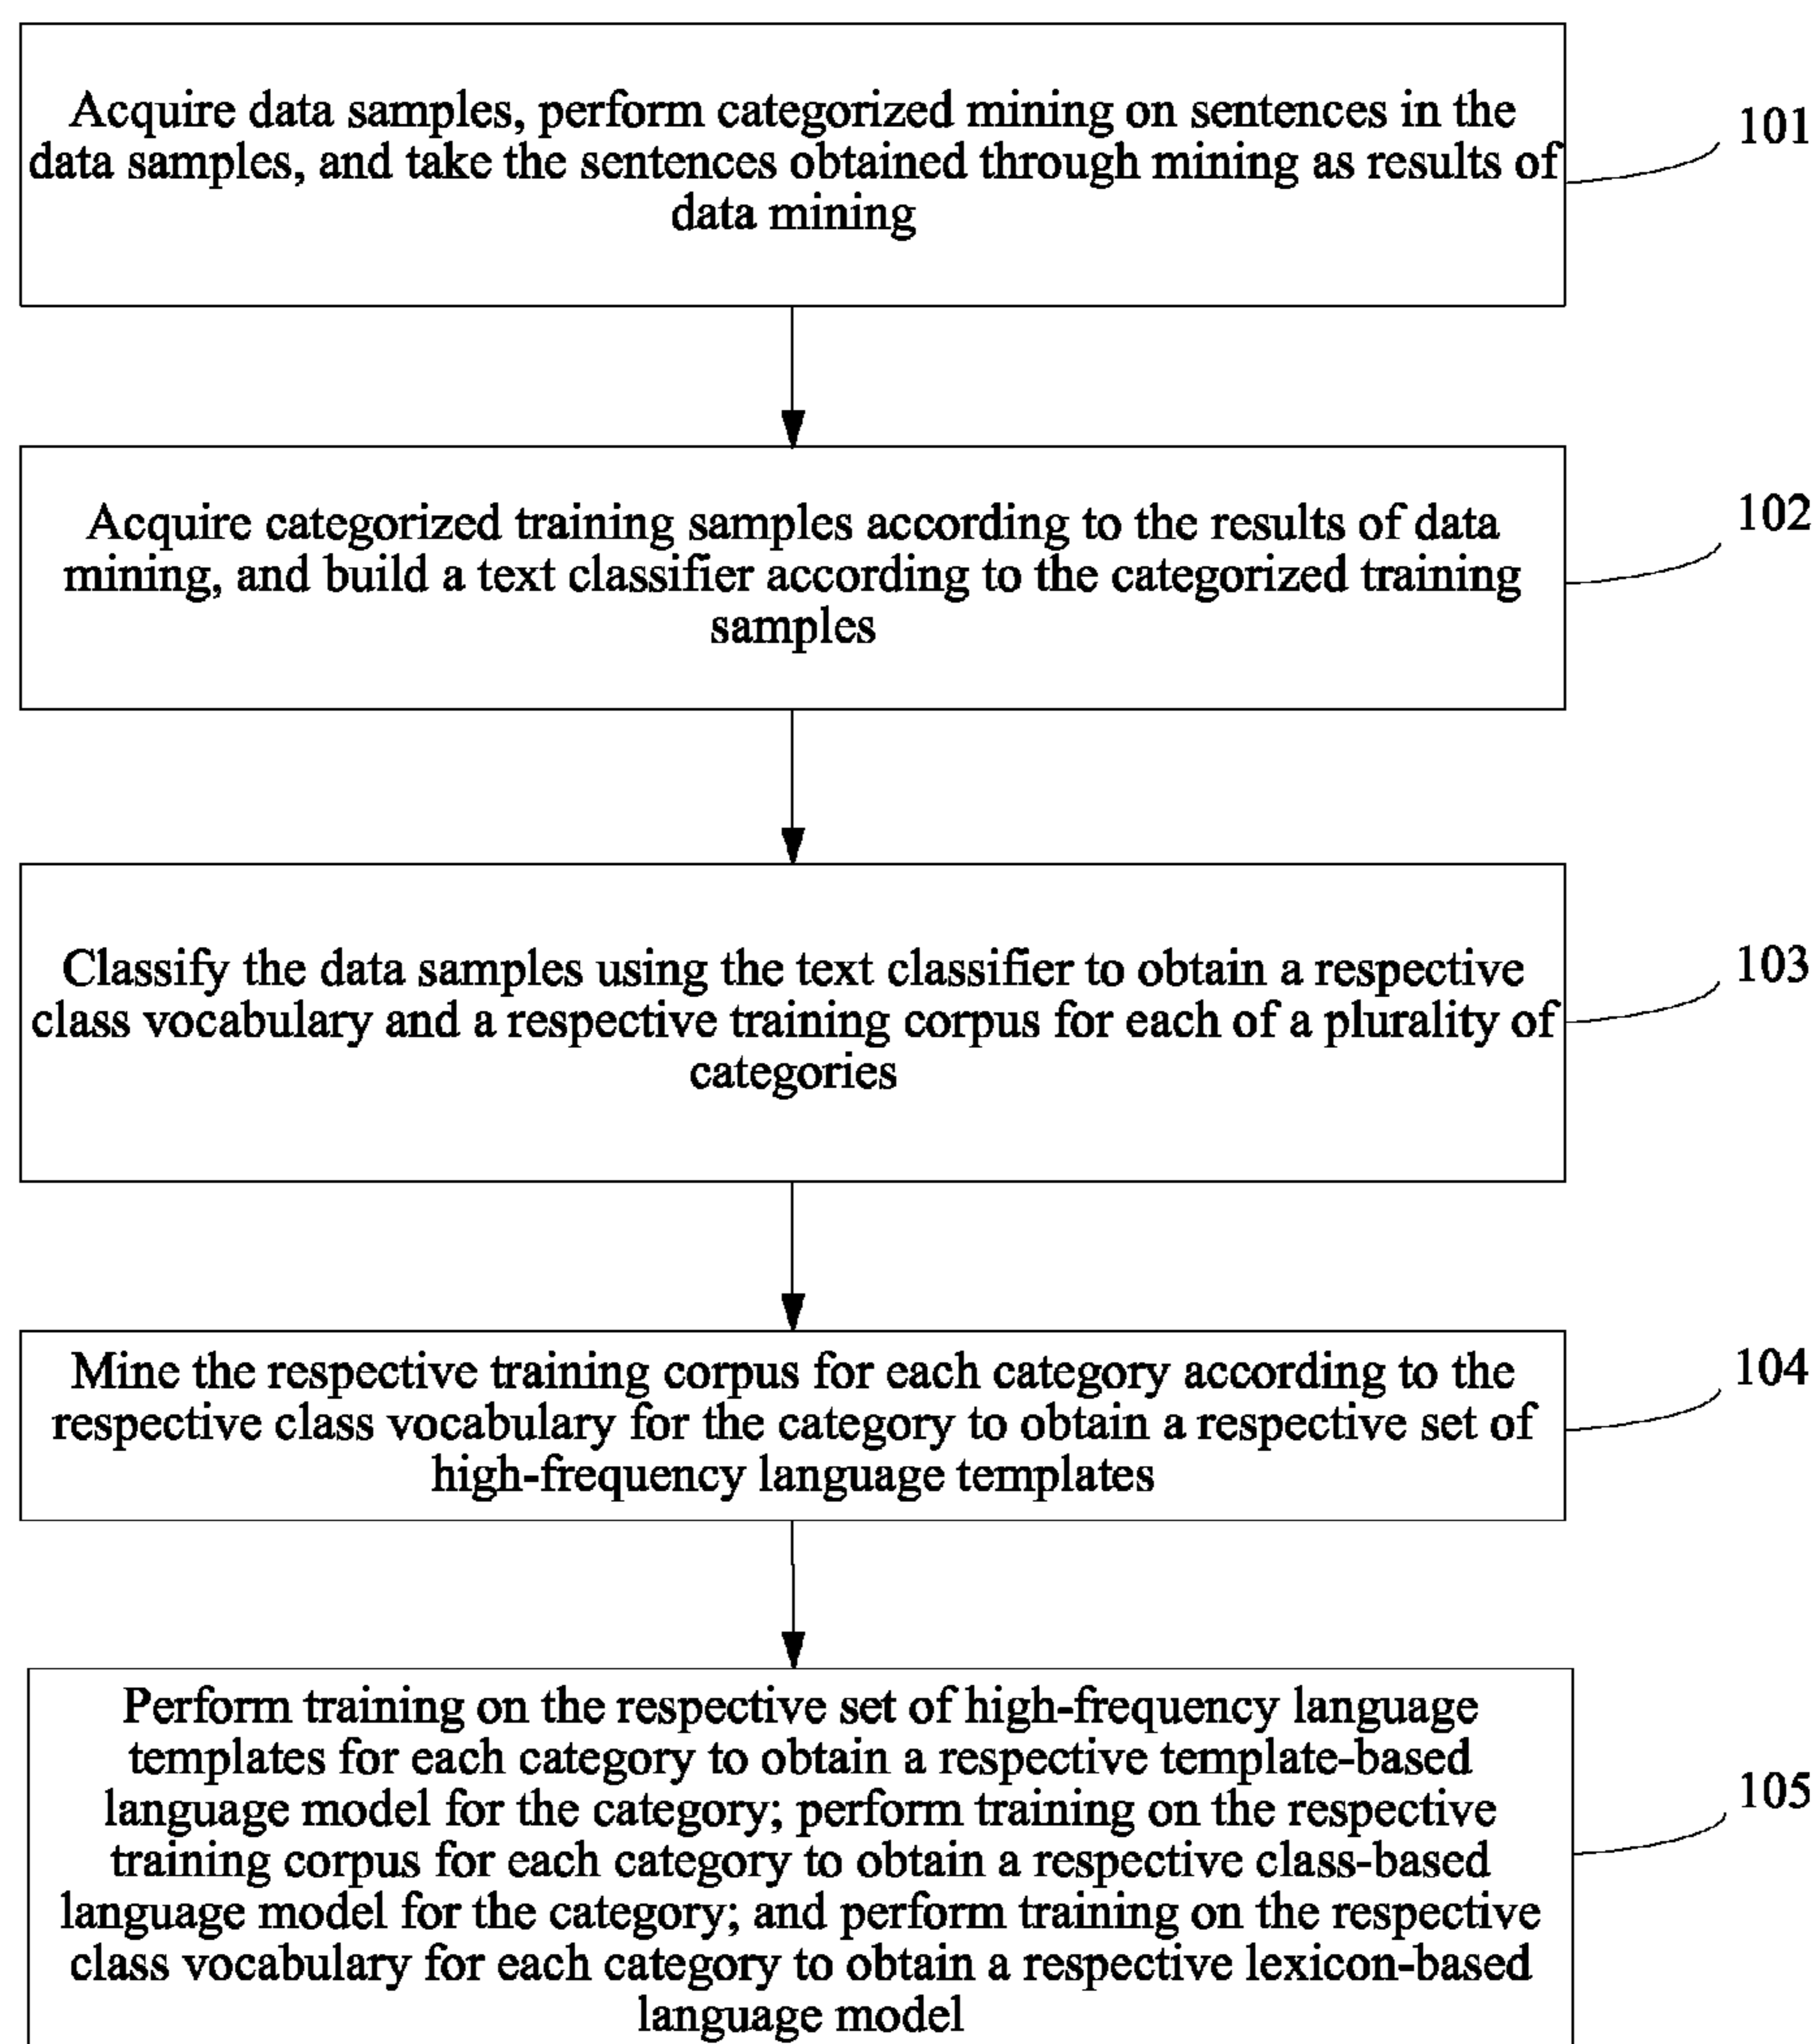 Acquire data samples, perform categorized mining on sentences in the
data samples, and take the sentences obtained through mining as results of
data mining
101
Acquire categorized training samples according to the results of data
mining, and build a text classifier according to the categorized training
samples
102
Classify the data samples using the text classifier to obtain a respective
class vocabulary and a respective training corpus for each of a plurality of
categories
103
Mine the respective training corpus for each category according to the
respective class vocabulary for the category to obtain a respective set of
high-frequency language templates
104
Perform training on the respective set of high-frequency language
templates for each category to obtain a respective template-based
language model for the category; perform training on the respective
training corpus for each category to obtain a respective class-based
language model for the category; and perform training on the respective
class vocabulary for each category to obtain a respective lexicon-based
language model
105